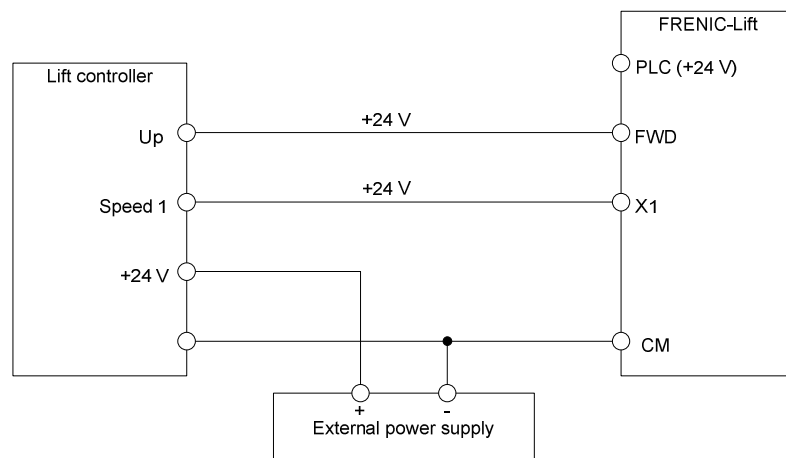 FRENIC-Lift
Lift controller
PLC (+24 V)
+24 V
Up
FWD
+24 V
Speed 1
X1
+24 V
CM
+
-
External power supply